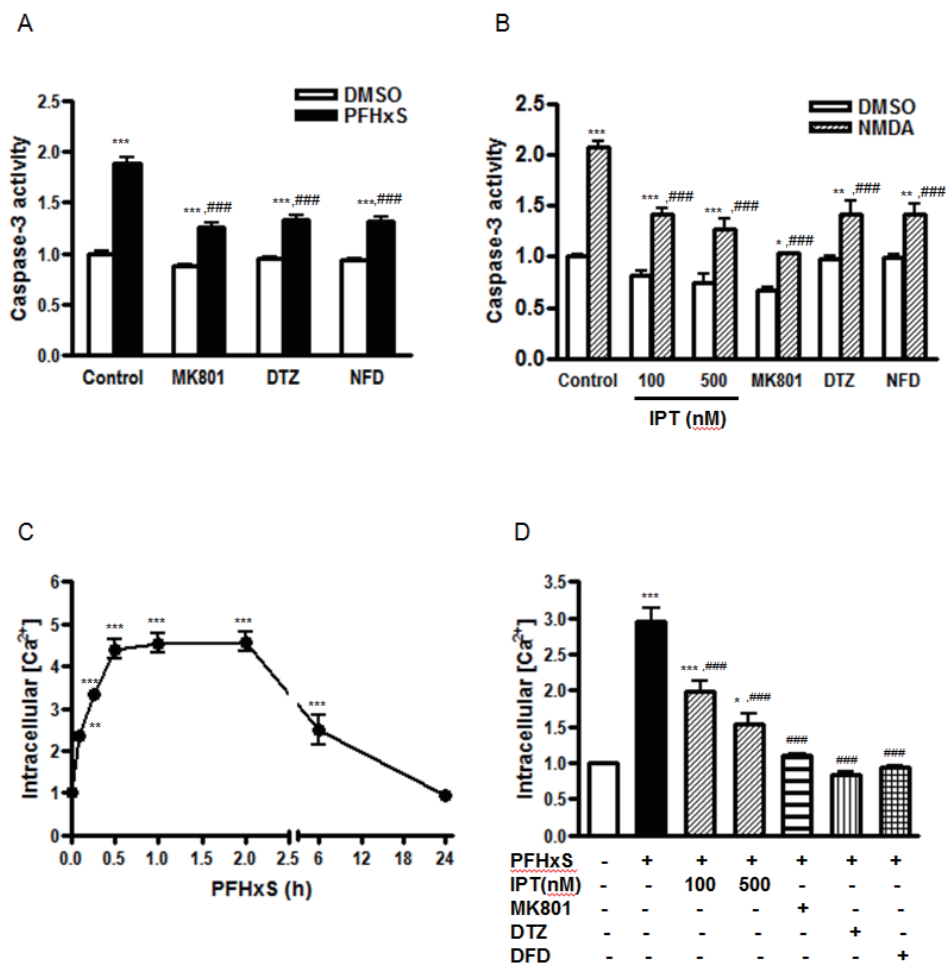 A
DMSO
PFHxS
Caspase-3 activity
2.5
2.0
1.5
1.0
0.5
0.0
***
***,###
***,###
***,###
Control MK801 DTZ NFD
B
DMSO
NMDA
Caspase-3 activity
2.5
2.0
1.5
1.0
0.5
0.0
***
*** ,###
*** ,###
* ,###
** ,###
** ,###
Control 100 500 MK801 DTZ NFD
IPT (nM)
C
Intracellular [Ca2+]
6
5
4
3
2
1
0
***
**
***
***
***
***
0.0 0.5 1.0 1.5 2.0 2.5 6 12 18 24
PFHxS (h)
D
Intracellular [Ca2+]
3.5
3.0
2.5
2.0
1.5
1.0
0.5
0.0
***
*** ,###
* ,###
###
###
###
PFHxS - + + + + + +
IPT(nM) - - 100 500 - - -
MK801 - - - - + - -
DTZ - - - - - + -
DFD - - - - - - +